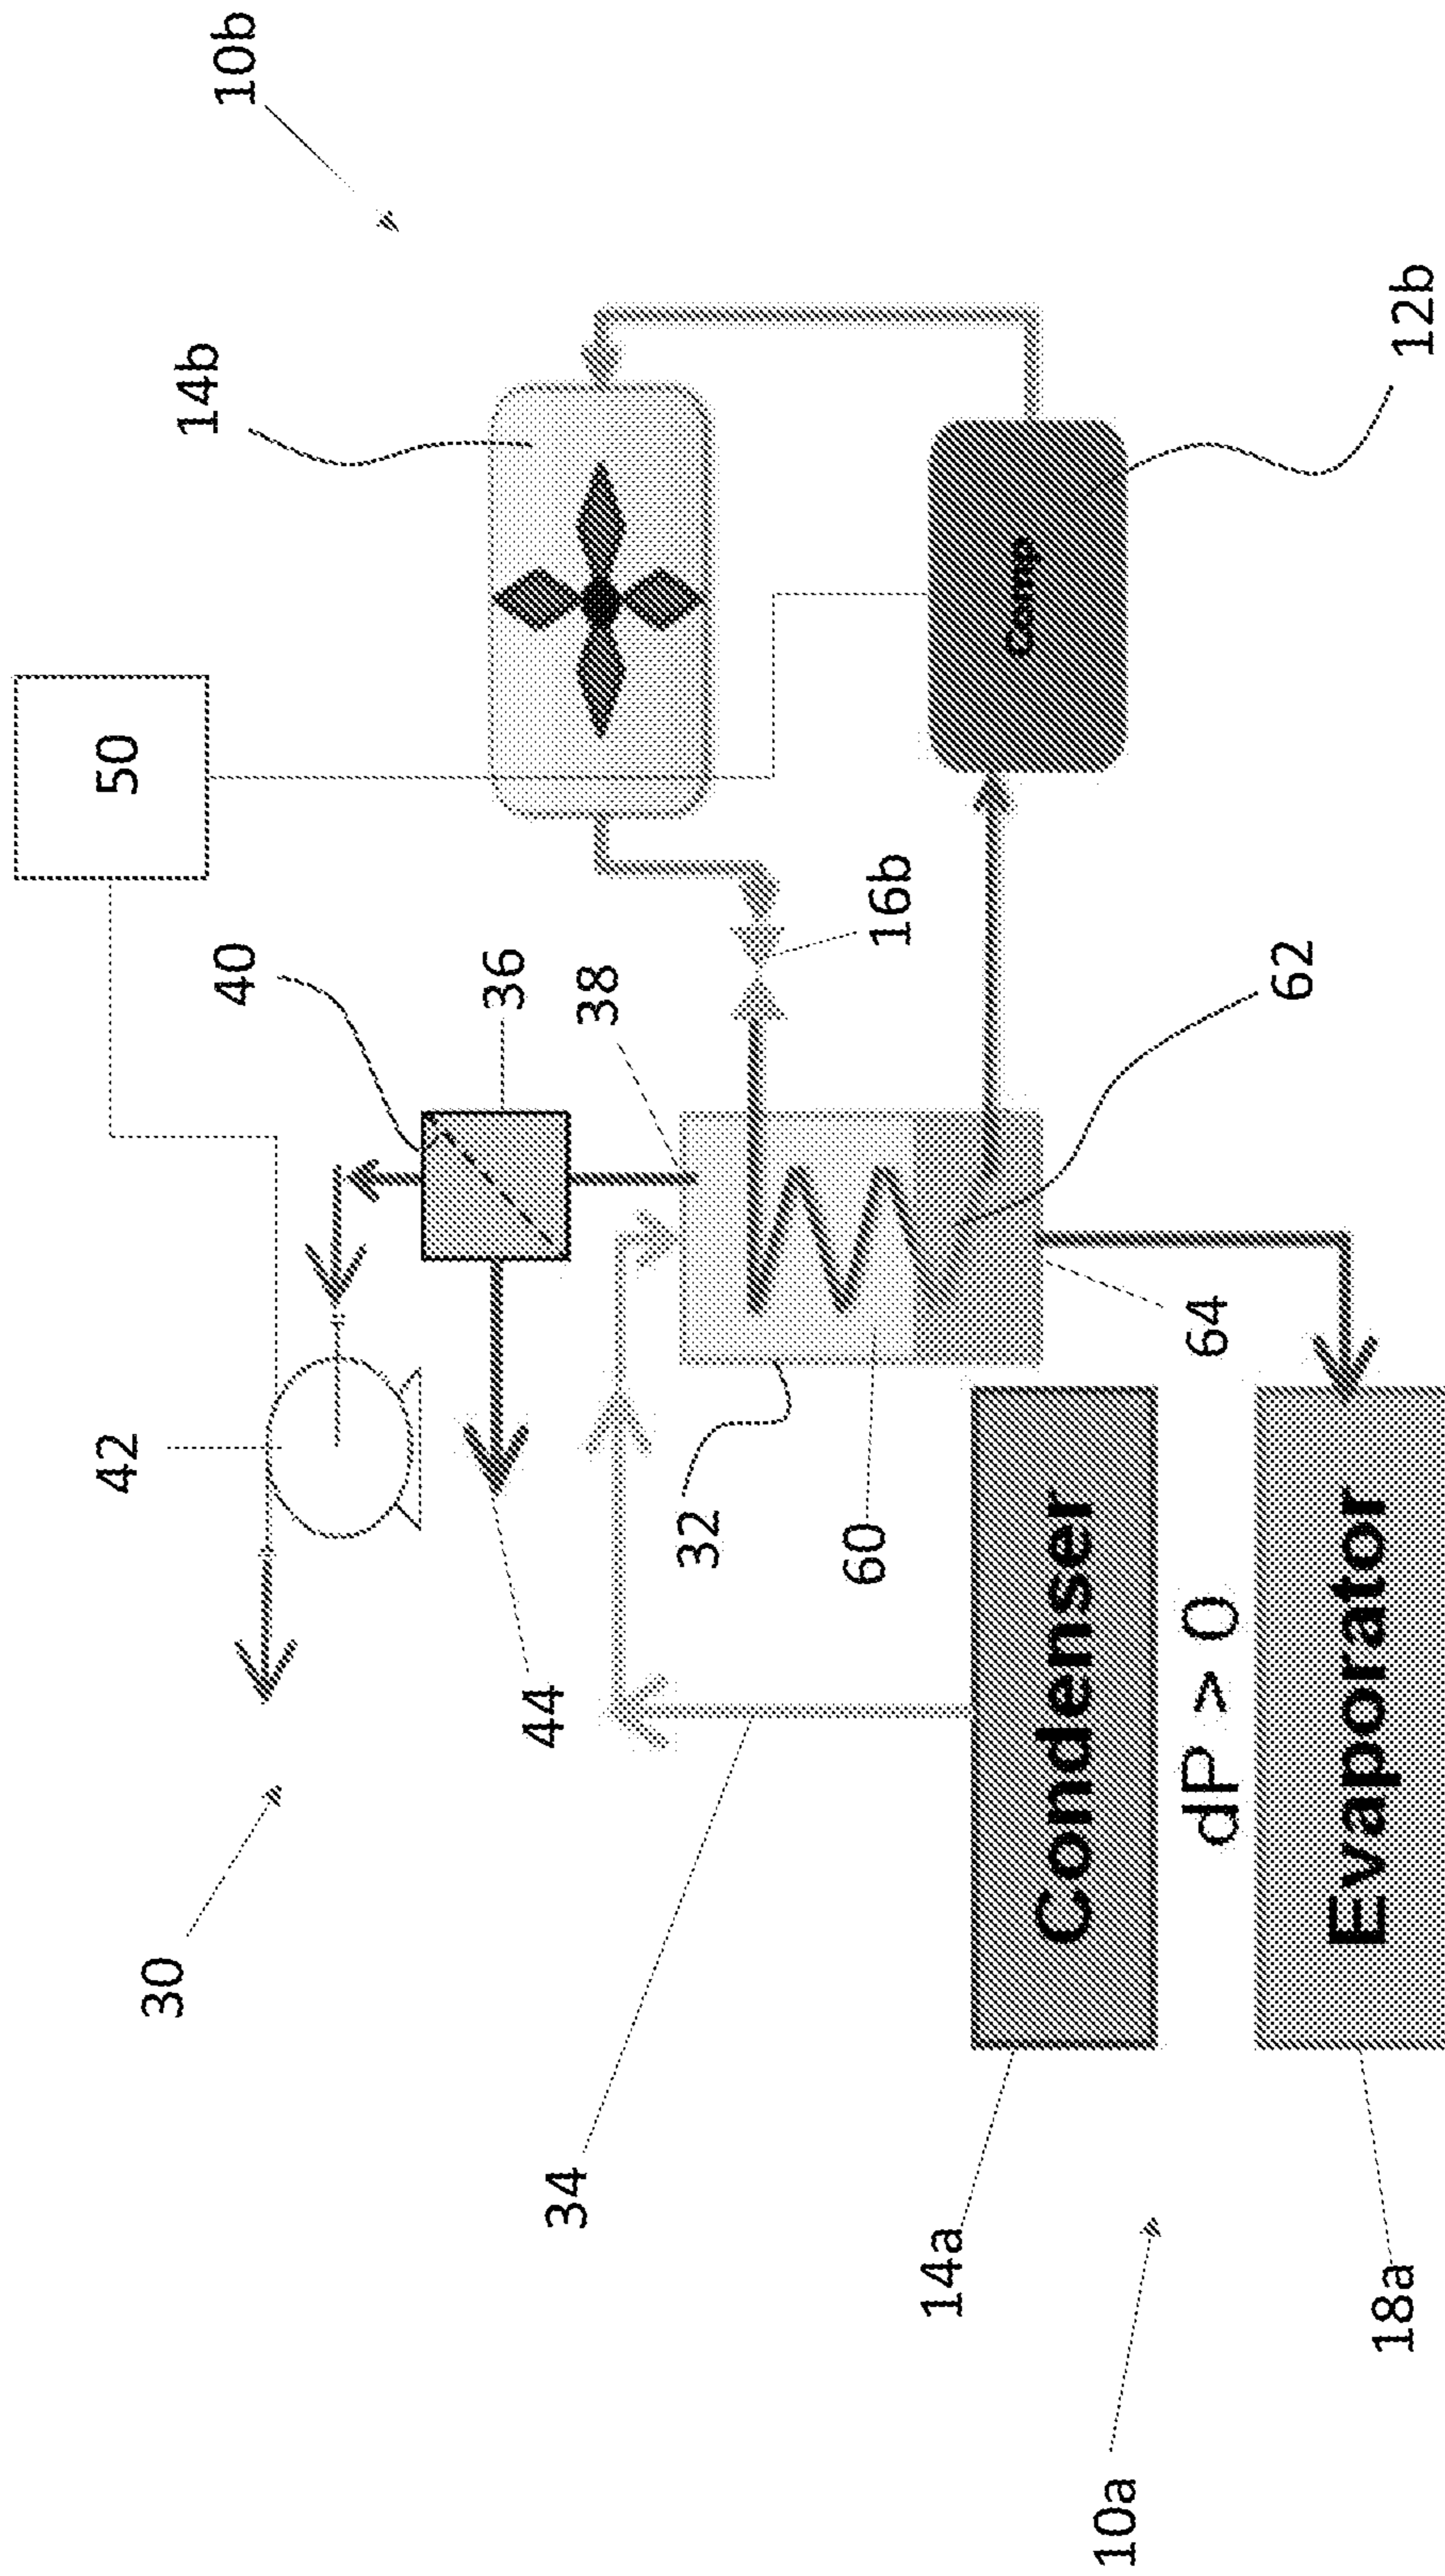 10b
50
14b
40
36
42
38
16b
30
44
32
60
Comp
12b
62
34
64
Condenser
14a
dP > 0
Evaporator
10a
18a